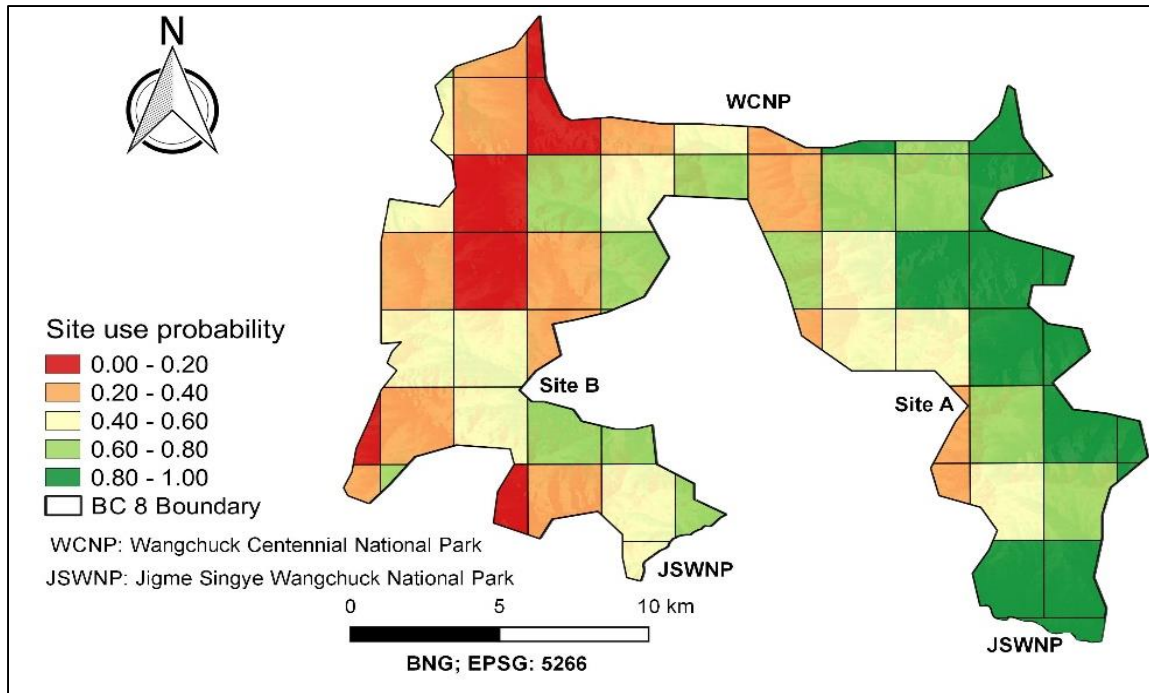 N
WCNP
Site use probability
0.00 - 0.20
0.20 - 0.40
0.40 - 0.60
0.60 - 0.80
0.80 - 1.00
BC 8 Boundary
WCNP: Wangchuck Centennial National Park
JSWNP: Jigme Singye Wangchuck National Park
Site B
Site A
JSWNP
JSWNP
0 5 10 km
BNG; EPSG: 5266